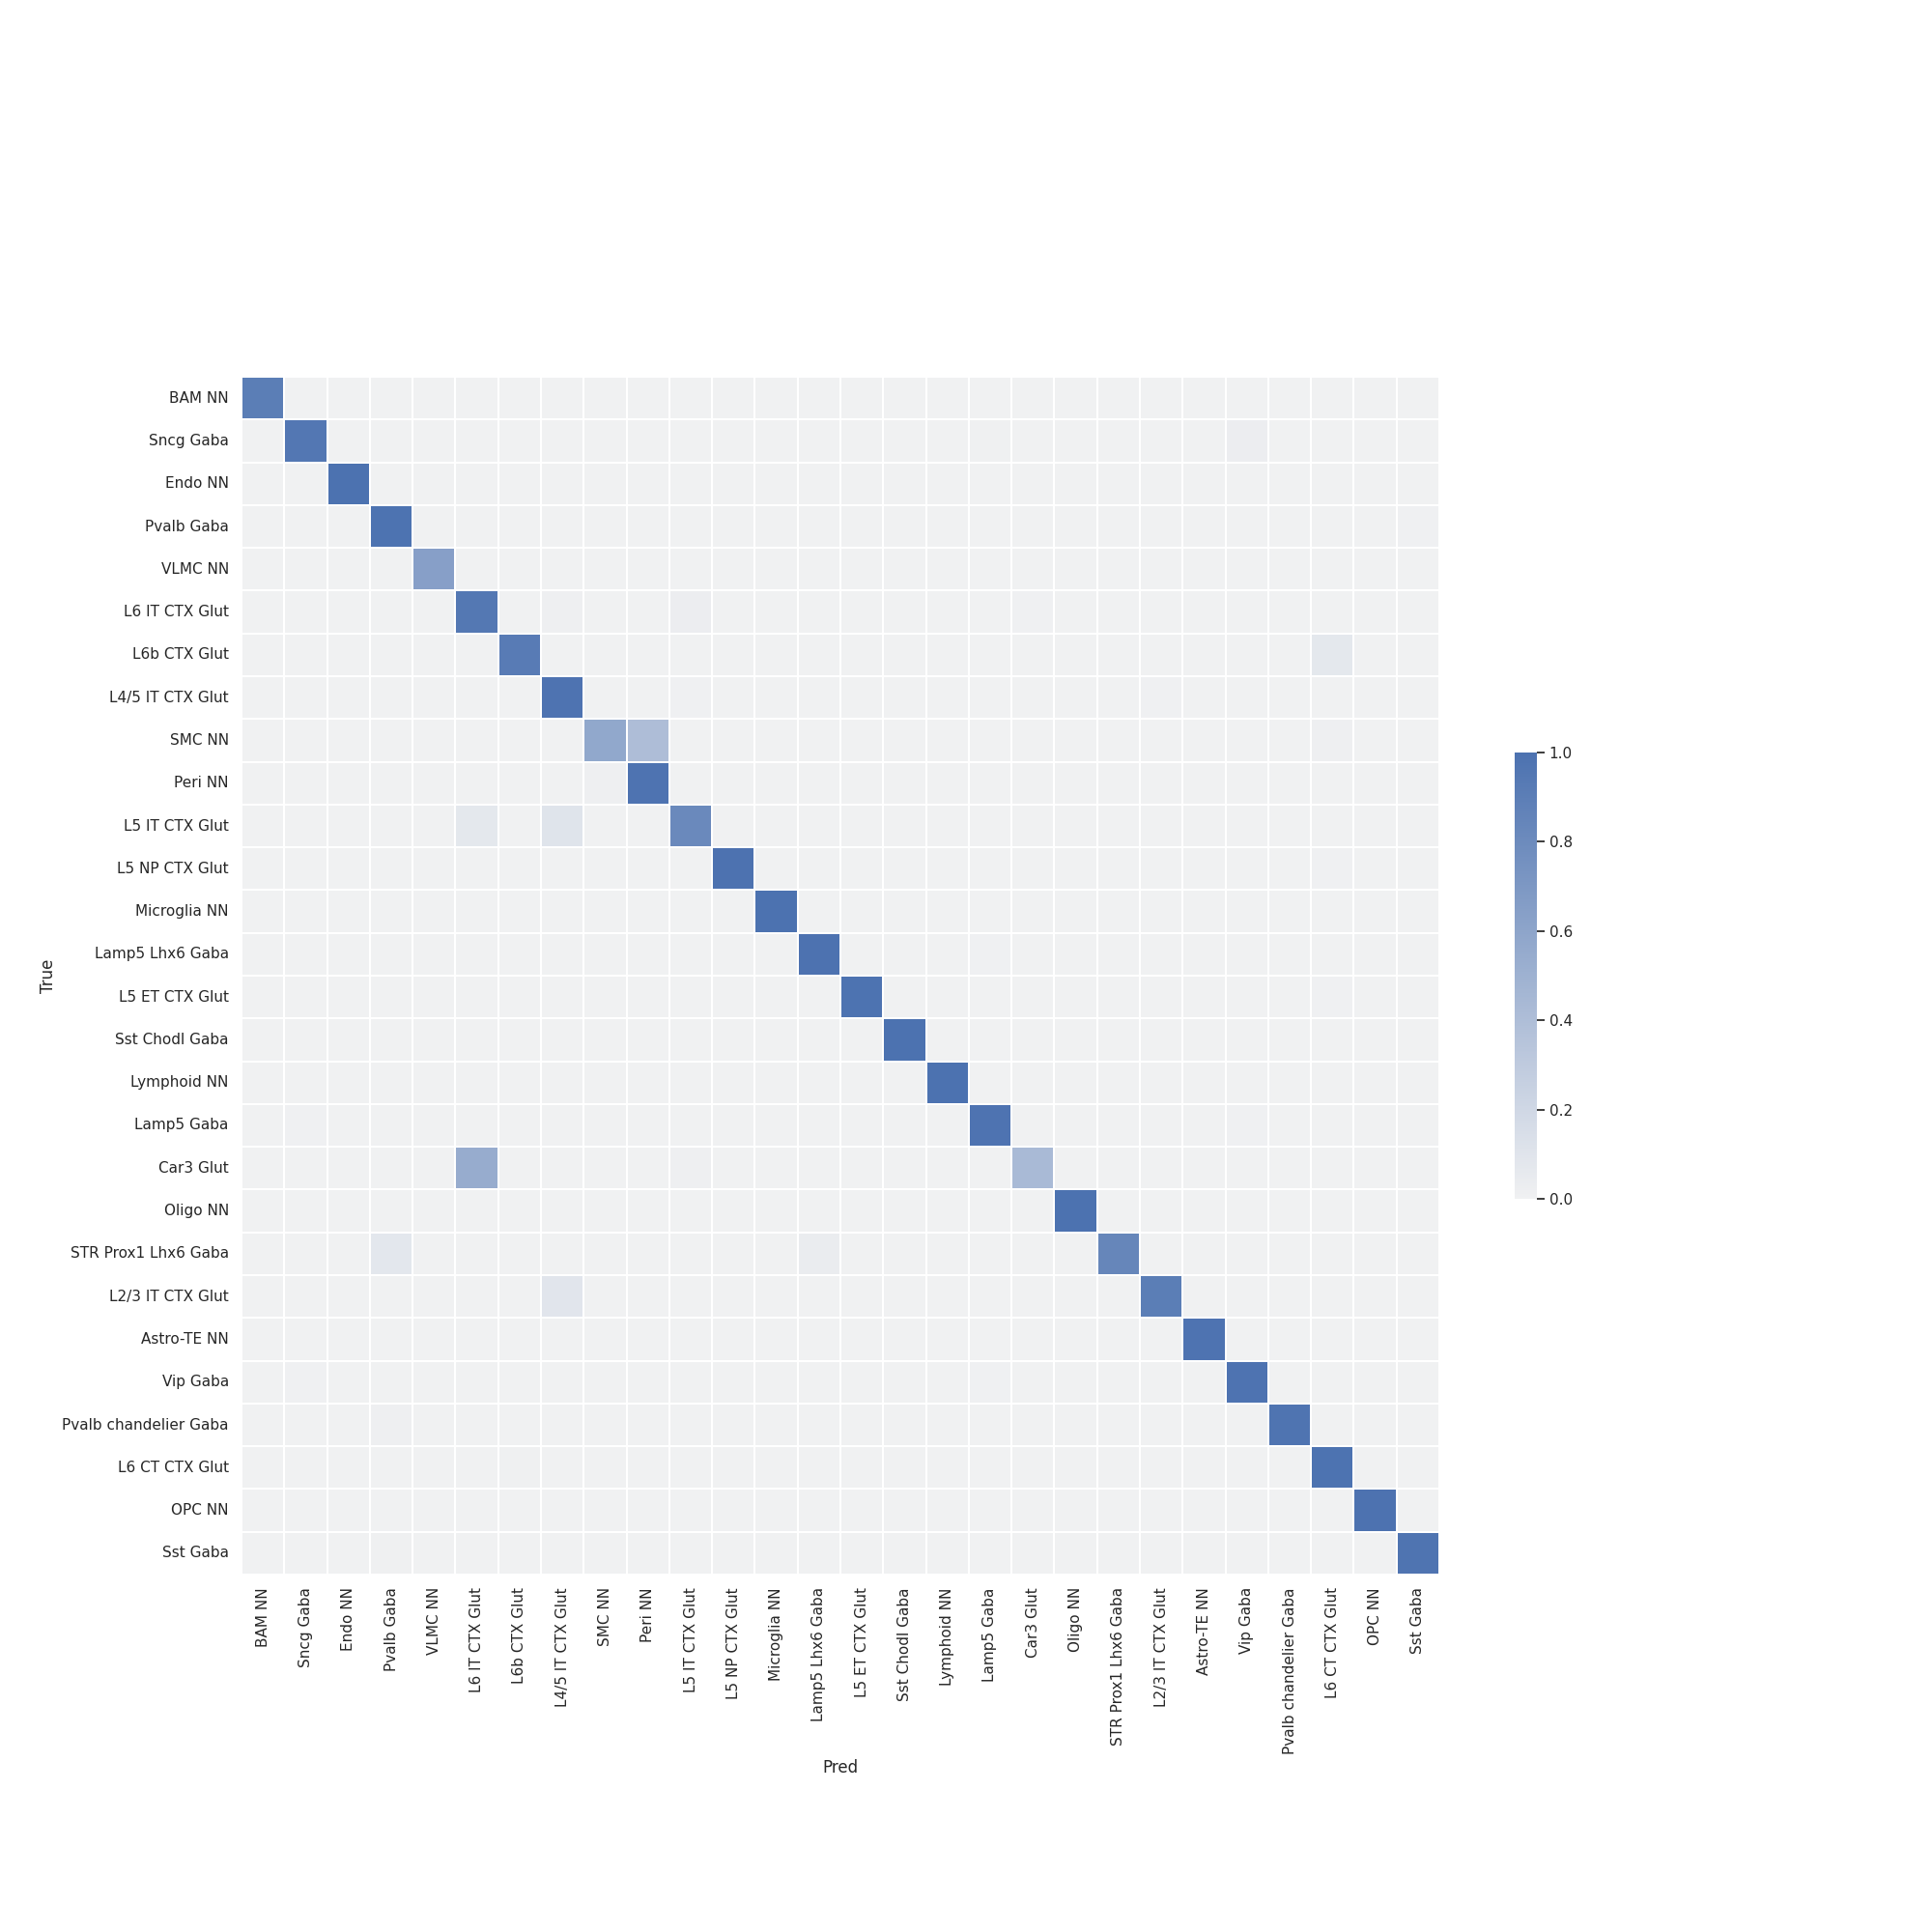 BAM NN
Sncg Gaba
Endo NN
Pvalb Gaba
VLMC NN
L6 IT CTX Glut
L6b CTX Glut
L4/5 IT CTX Glut
SMC NN
Peri NN
L5 IT CTX Glut
L5 NP CTX Glut
Microglia NN
Lamp5 Lhx6 Gaba
L5 ET CTX Glut
Sst Chodl Gaba
Lymphoid NN
Lamp5 Gaba
Car3 Glut
Oligo NN
STR Prox1 Lhx6 Gaba
L2/3 IT CTX Glut
Astro-TE NN
Vip Gaba
Pvalb chandelier Gaba
L6 CT CTX Glut
OPC NN
Sst Gaba
True
BAM NN
Sncg Gaba
Endo NN
Pvalb Gaba
VLMC NN
L6 IT CTX Glut
L6b CTX Glut
L4/5 IT CTX Glut
SMC NN
Peri NN
L5 IT CTX Glut
L5 NP CTX Glut
Microglia NN
Lamp5 Lhx6 Gaba
L5 ET CTX Glut
Sst Chodl Gaba
Lymphoid NN
Lamp5 Gaba
Car3 Glut
Oligo NN
STR Prox1 Lhx6 Gaba
L2/3 IT CTX Glut
Astro-TE NN
Vip Gaba
Pvalb chandelier Gaba
L6 CT CTX Glut
OPC NN
Sst Gaba
Pred
1.0
0.8
0.6
0.4
0.2
0.0